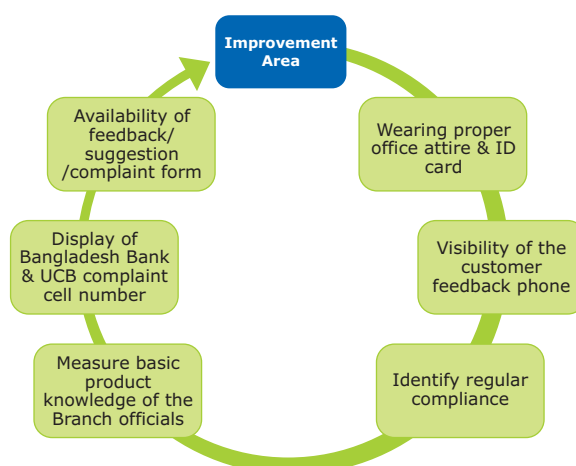 Improvement
Area
Wearing proper
office attire & ID
card
Visibility of the
customer
feedback phone
Identify regular
compliance
Measure basic
product
knowledge of the
Branch officials
Display of
Bangladesh Bank
& UCB complaint
cell number
Availability of
feedback/
suggestion
/complaint form